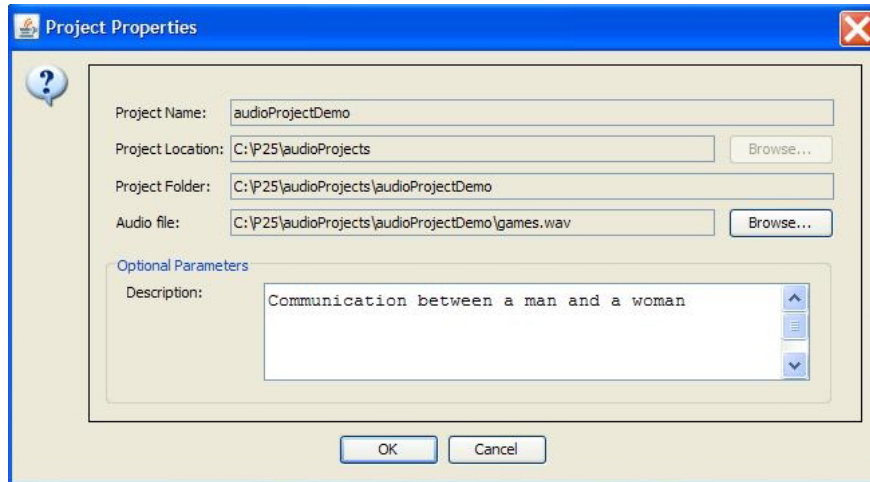 Project Properties
Project Name: audioProjectDemo
Project Location: C:\P25\audioProjects Browse...
Project Folder: C:\P25\audioProjects\audioProjectDemo
Audio file: C:\P25\audioProjects\audioProjectDemo\games.wav Browse...
Optional Parameters
Description: Communication between a man and a woman
OK Cancel